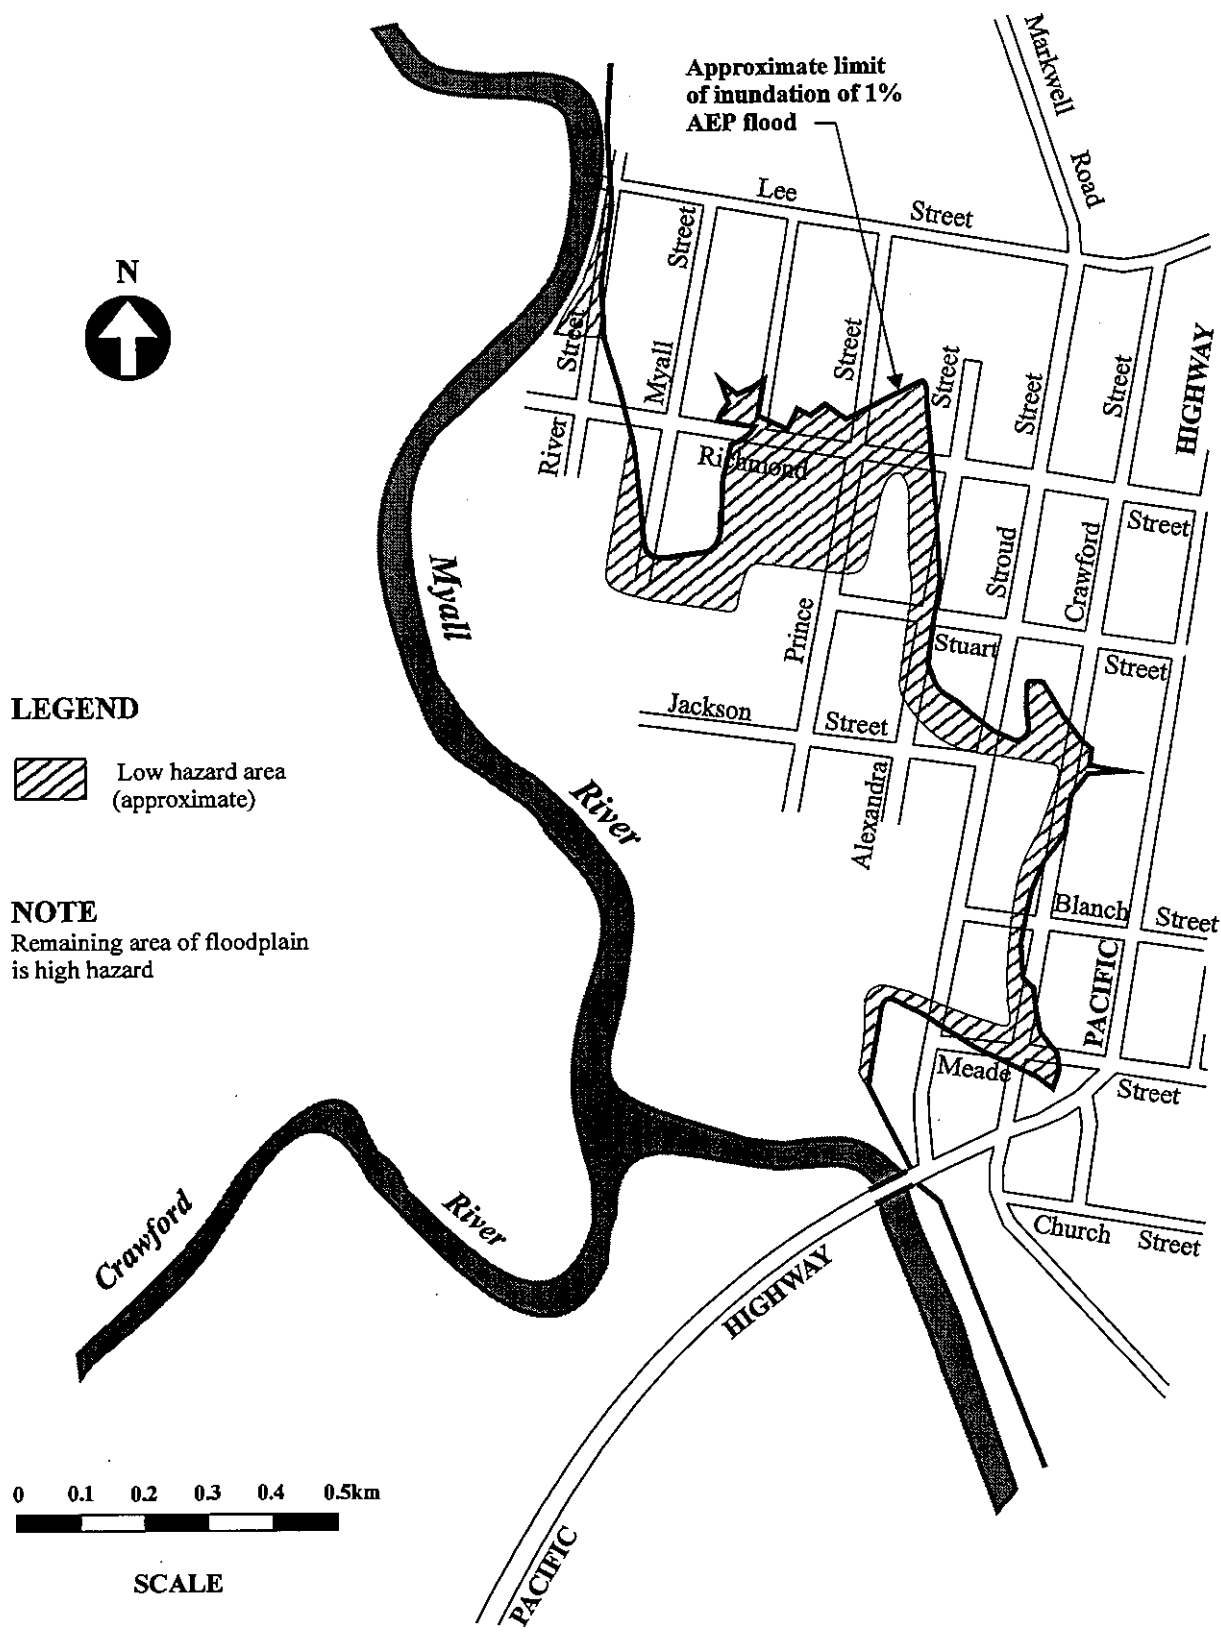 Approximate limit
of inundation of 1%
AEP flood
Markwell
Road
Lee
Street
N
Street
Street
Myall
Street
Street
Street
Street
HIGHWAY
River
Richmond
Street
Myall
Stroud
Crawford
Prince
Stuart
Street
LEGEND
Jackson
Street
Low hazard area
(approximate)
River
Alexandra
NOTE
Remaining area of floodplain
is high hazard
Blanch
Street
PACIFIC
Meade
Street
Crawford
River
Church
Street
HIGHWAY
0 0.1 0.2 0.3 0.4 0.5km
SCALE
PACIFIC